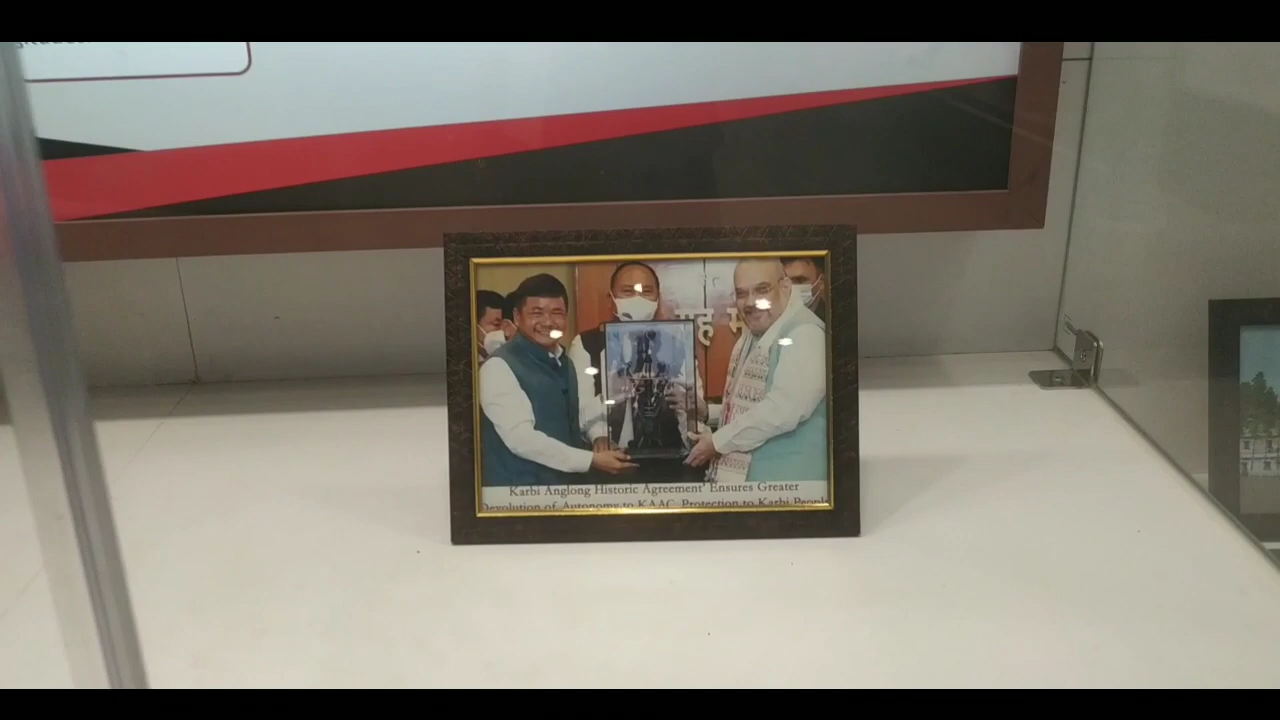 गृह म
Karbi Anglong Historic Agreement' Ensures Greater
Devolution of Autonomy to KAAC, Protection to Karbi People